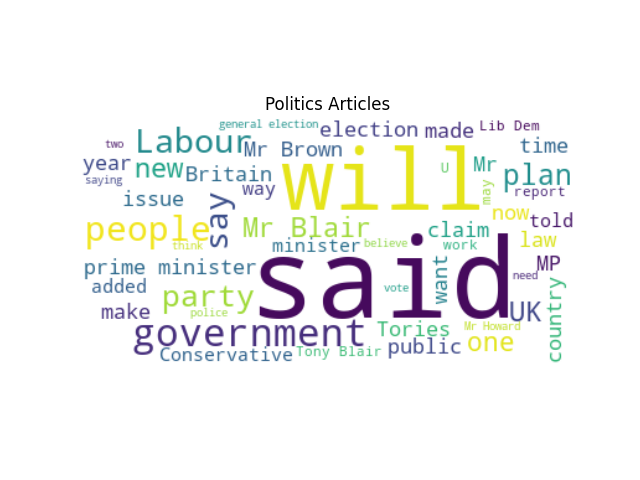 Politics Articles
general election
Labour
Mr Brown
election
made
Lib Dem
two
time
year
new
Britain
will
U
Mr
plan
saying
way
may
report
issue
people
say
Mr Blair
claim
now
told
think
minister
believe
work
law
prime minister
said
want
MP
added
vote
need
country
make
party
police
UK
government
Tories
Mr Howard
one
Conservative
Tony Blair
public